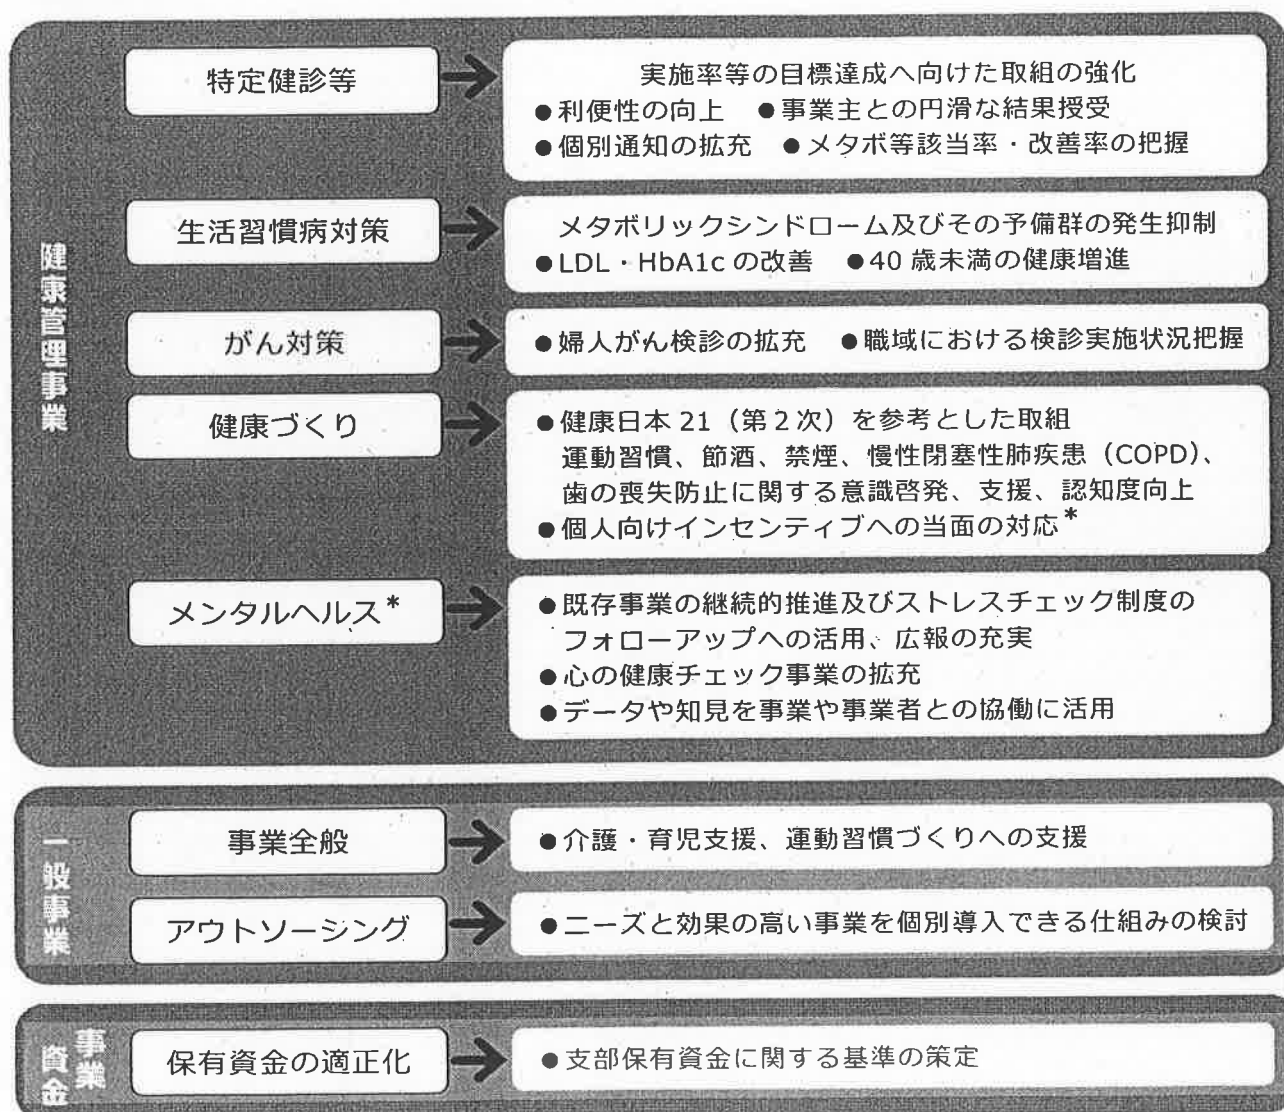 健康管理事業
特定健診等
実施率等の目標達成へ向けた取組の強化
●利便性の向上 ●事業主との円滑な結果授受
●個別通知の拡充 ●メタボ等該当率・改善率の把握
生活習慣病対策
メタボリックシンドローム及びその予備群の発生抑制
●LDL・HbA1cの改善 ●40歳未満の健康増進
がん対策
●婦人がん検診の拡充 ●職域における検診実施状況把握
健康づくり
●健康日本21（第2次）を参考とした取組
運動習慣、節酒、禁煙、慢性閉塞性肺疾患（COPD）、
歯の喪失防止に関する意識啓発、支援、認知度向上
●個人向けインセンティブへの当面の対応*
メンタルヘルス*
●既存事業の継続的推進及びストレスチェック制度の
フォローアップへの活用、広報の充実
●心の健康チェック事業の拡充
●データや知見を事業や事業者との協働に活用
一般事業
事業全般
●介護・育児支援、運動習慣づくりへの支援
アウトソーシング
●ニーズと効果の高い事業を個別導入できる仕組みの検討
事業
資金
保有資金の適正化
●支部保有資金に関する基準の策定